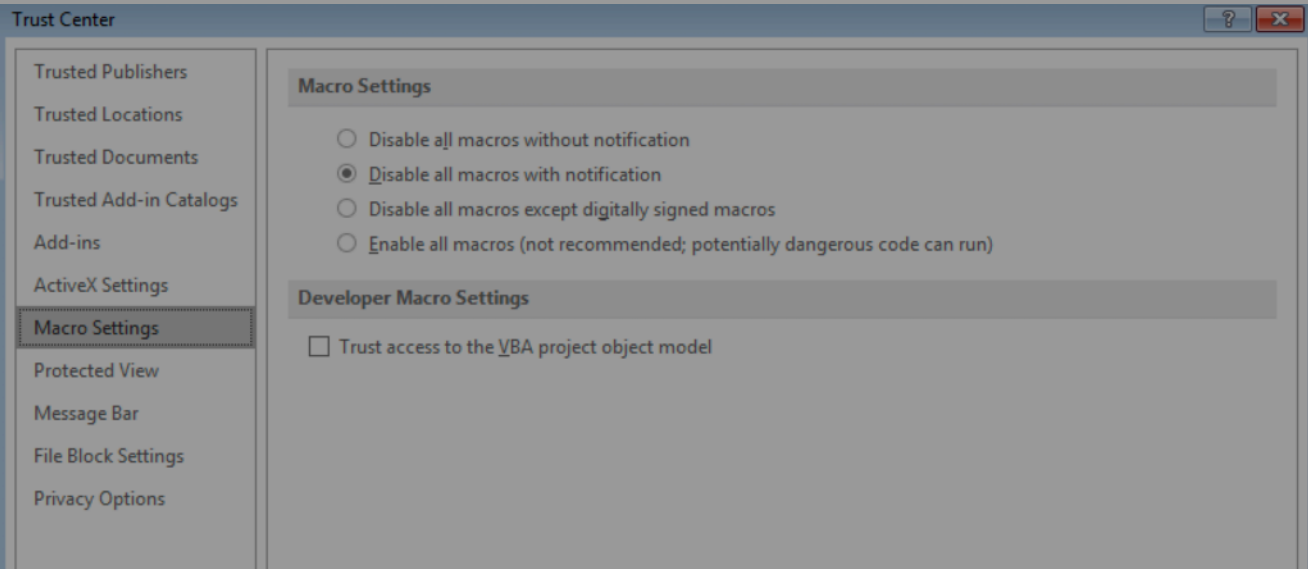 Trust Center
Trusted Publishers
Trusted Locations
Trusted Documents
Trusted Add-in Catalogs
Add-ins
ActiveX Settings
Macro Settings
Protected View
Message Bar
File Block Settings
Privacy Options
Macro Settings
Disable all macros without notification
Disable all macros with notification
Disable all macros except digitally signed macros
Enable all macros (not recommended; potentially dangerous code can run)
Developer Macro Settings
Trust access to the VBA project object model